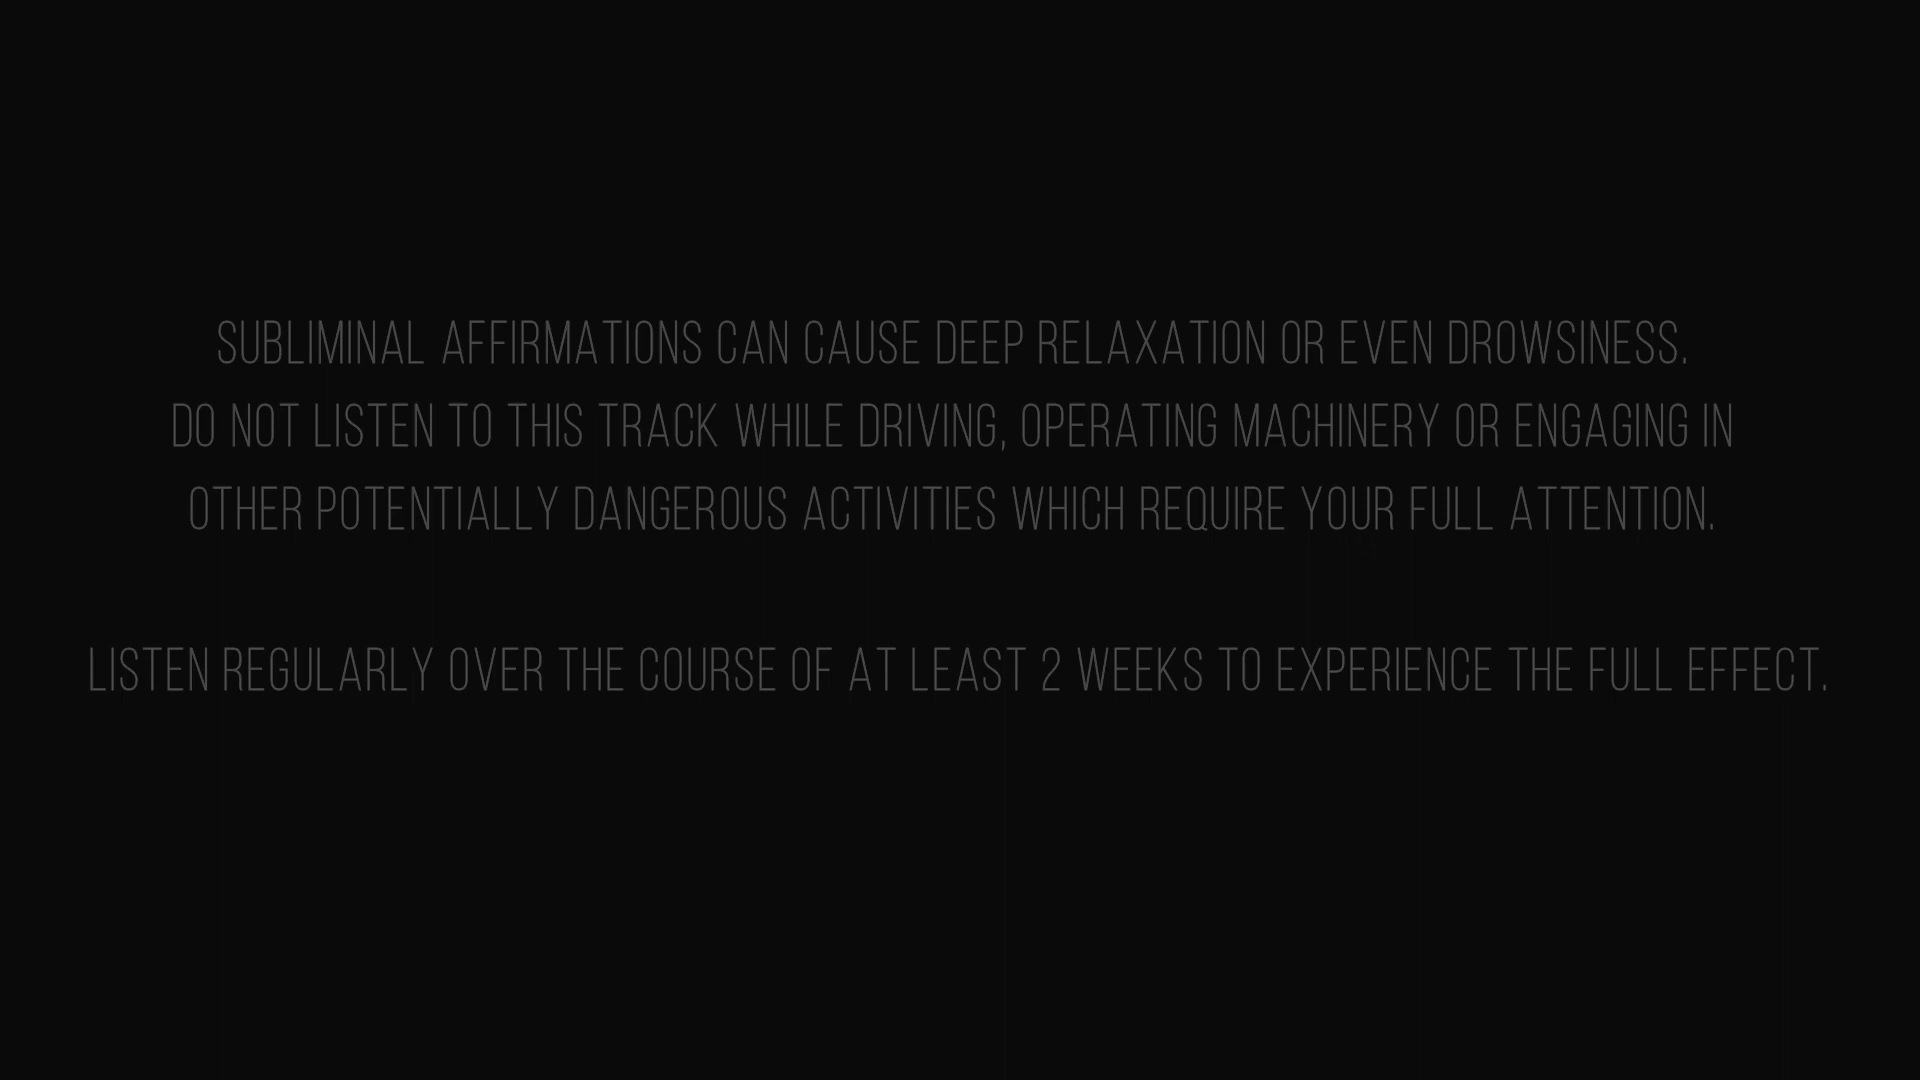 SUBLIMINAL AFFIRMATIONS CAN CAUSE DEEP RELAXATION OR EVEN DROWSINESS.
DO NOT LISTEN TO THIS TRACK WHILE DRIVING, OPERATING MACHINERY OR ENGAGING IN
OTHER POTENTIALLY DANGEROUS ACTIVITIES WHICH REQUIRE YOUR FULL ATTENTION.
LISTEN REGULARLY OVER THE COURSE OF AT LEAST 2 WEEKS TO EXPERIENCE THE FULL EFFECT.